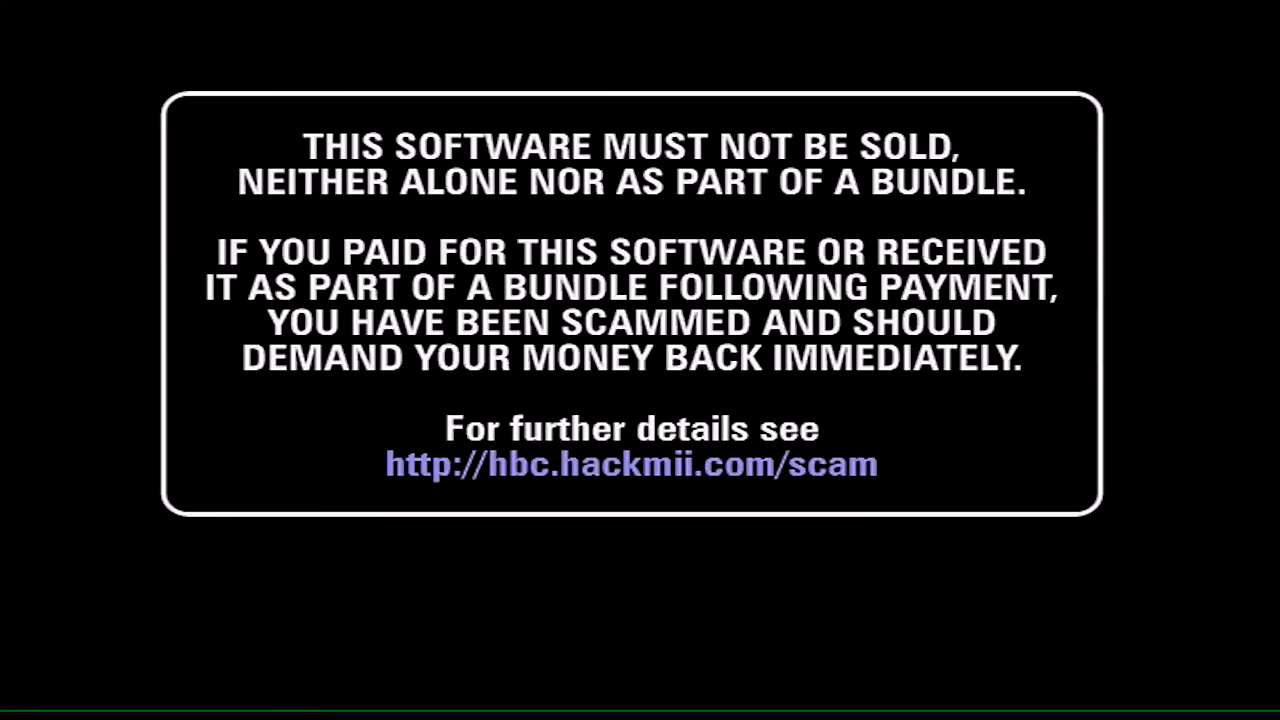 THIS SOFTWARE MUST NOT BE SOLD,
NEITHER ALONE NOR AS PART OF A BUNDLE.
IF YOU PAID FOR THIS SOFTWARE OR RECEIVED
IT AS PART OF A BUNDLE FOLLOWING PAYMENT,
YOU HAVE BEEN SCAMMED AND SHOULD
DEMAND YOUR MONEY BACK IMMEDIATELY.
For further details see
http://hbc.hackmii.com/scam